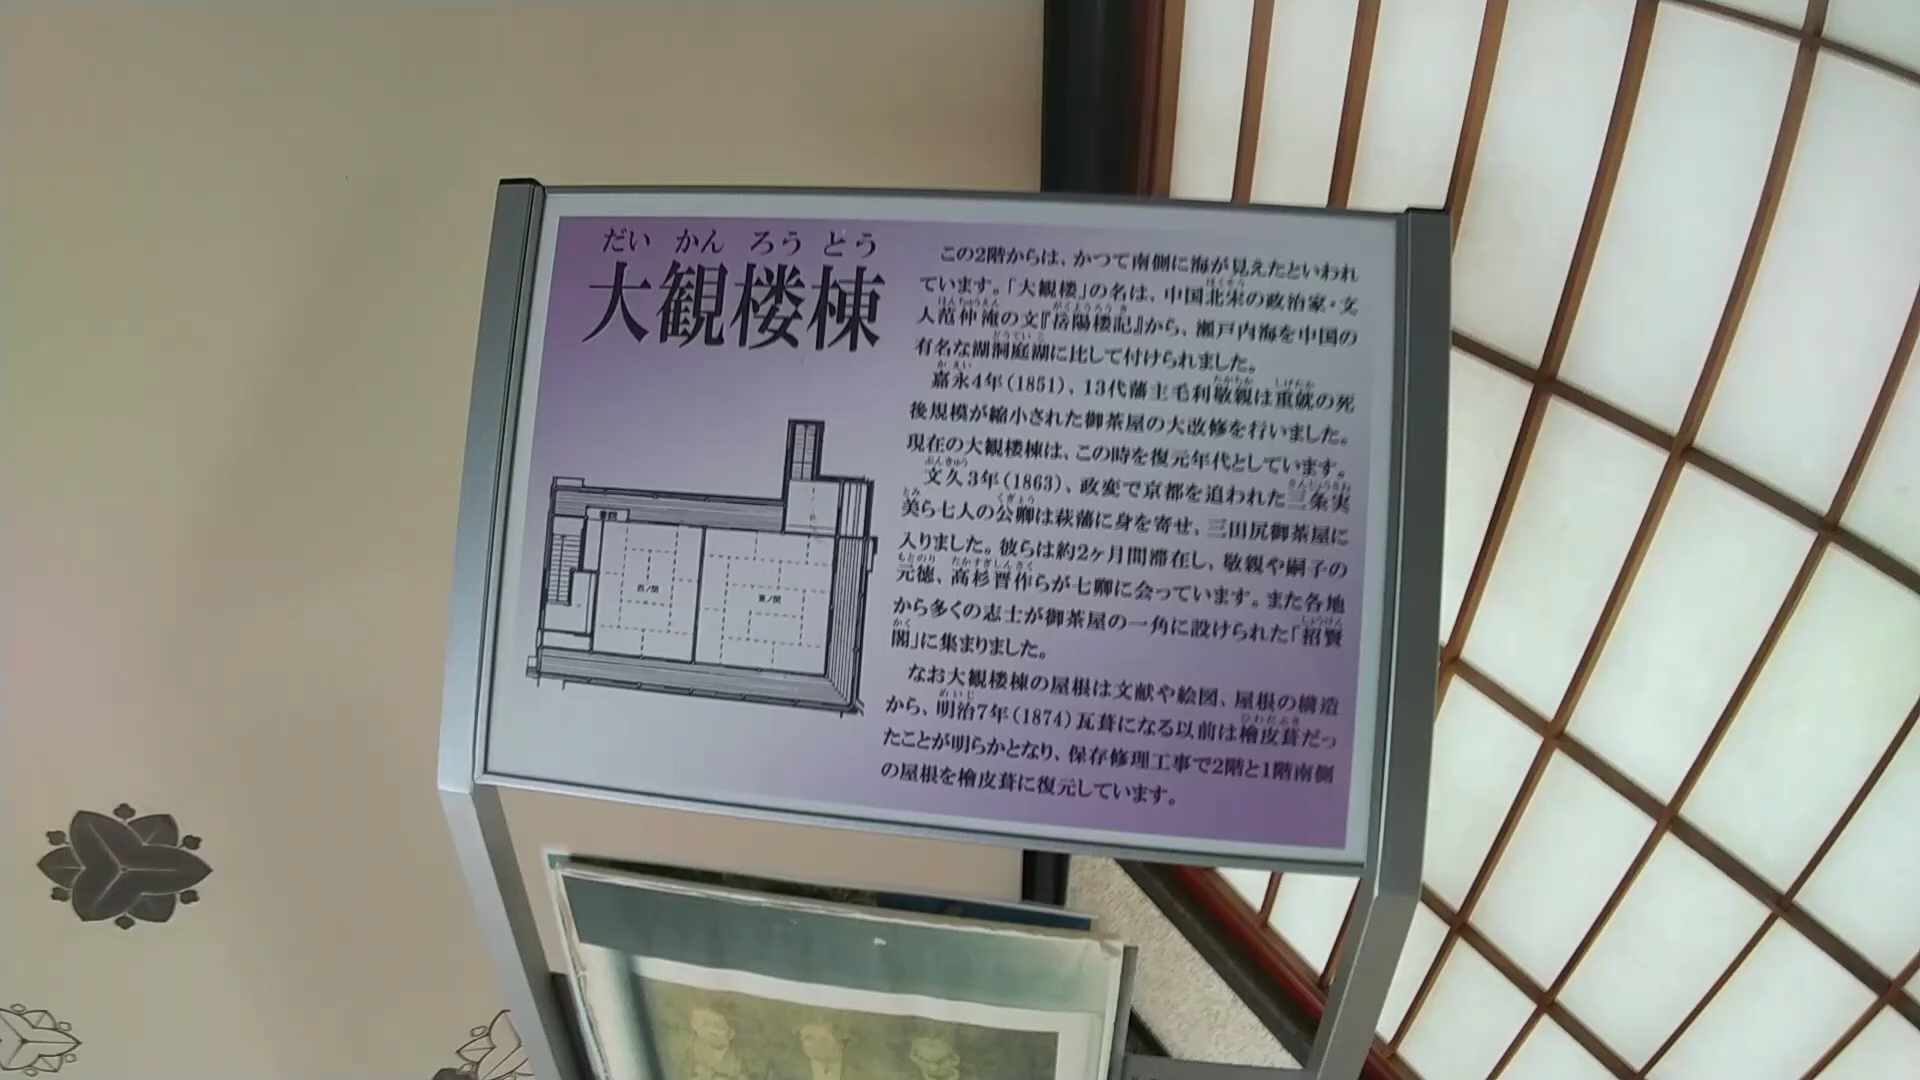 だい かん ろう とう
大観楼棟
この2階からは、かつて南側に海が見えたといわれ
ています。「大観楼」の名は、中国北宋の政治家・文
人范仲淹の文『岳陽楼記』から、瀬戸内海を中国の
有名な湖洞庭湖に比して付けられました。
嘉永4年(1851)、13代藩主毛利敬親は重就の死
後規模が縮小された御茶屋の大改修を行いました。
現在の大観楼棟は、この時を復元年代としています。
文久3年(1863)、政変で京都を追われた三条実
美ら七人の公卿は萩藩に身を寄せ、三田尻御茶屋に
入りました。彼らは約2ヶ月間滞在し、敬親や嗣子の
元徳、高杉晋作らが七卿に会っています。また各地
から多くの志士が御茶屋の一角に設けられた「招賢
閣」に集まりました。
なお大観楼棟の屋根は文献や絵図、屋根の構造
から、明治7年(1874)瓦葺になる以前は檜皮葺だっ
たことが明らかとなり、保存修理工事で2階と1階南側
の屋根を檜皮葺に復元しています。
西ノ間
東ノ間